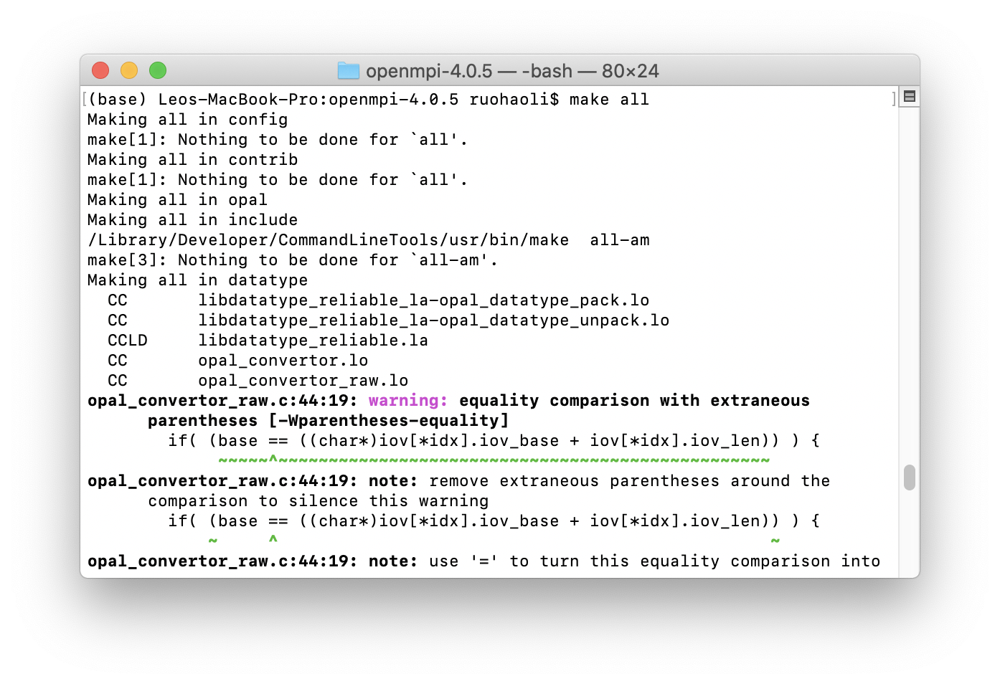 openmpi-4.0.5 — -bash — 80×24
[(base) Leos-MacBook-Pro:openmpi-4.0.5 ruohaoli$ make all ]
Making all in config
make[1]: Nothing to be done for `all'.
Making all in contrib
make[1]: Nothing to be done for `all'.
Making all in opal
Making all in include
/Library/Developer/CommandLineTools/usr/bin/make  all-am
make[3]: Nothing to be done for `all-am'.
Making all in datatype
  CC       libdatatype_reliable_la-opal_datatype_pack.lo
  CC       libdatatype_reliable_la-opal_datatype_unpack.lo
  CCLD     libdatatype_reliable.la
  CC       opal_convertor.lo
  CC       opal_convertor_raw.lo
opal_convertor_raw.c:44:19: warning: equality comparison with extraneous
      parentheses [-Wparentheses-equality]
        if( (base == ((char*)iov[*idx].iov_base + iov[*idx].iov_len)) ) {
             ~~~~~^~~~~~~~~~~~~~~~~~~~~~~~~~~~~~~~~~~~~~~~~~~~~~~~~~
opal_convertor_raw.c:44:19: note: remove extraneous parentheses around the
      comparison to silence this warning
        if( (base == ((char*)iov[*idx].iov_base + iov[*idx].iov_len)) ) {
            ~     ^                                                 ~
opal_convertor_raw.c:44:19: note: use '=' to turn this equality comparison into